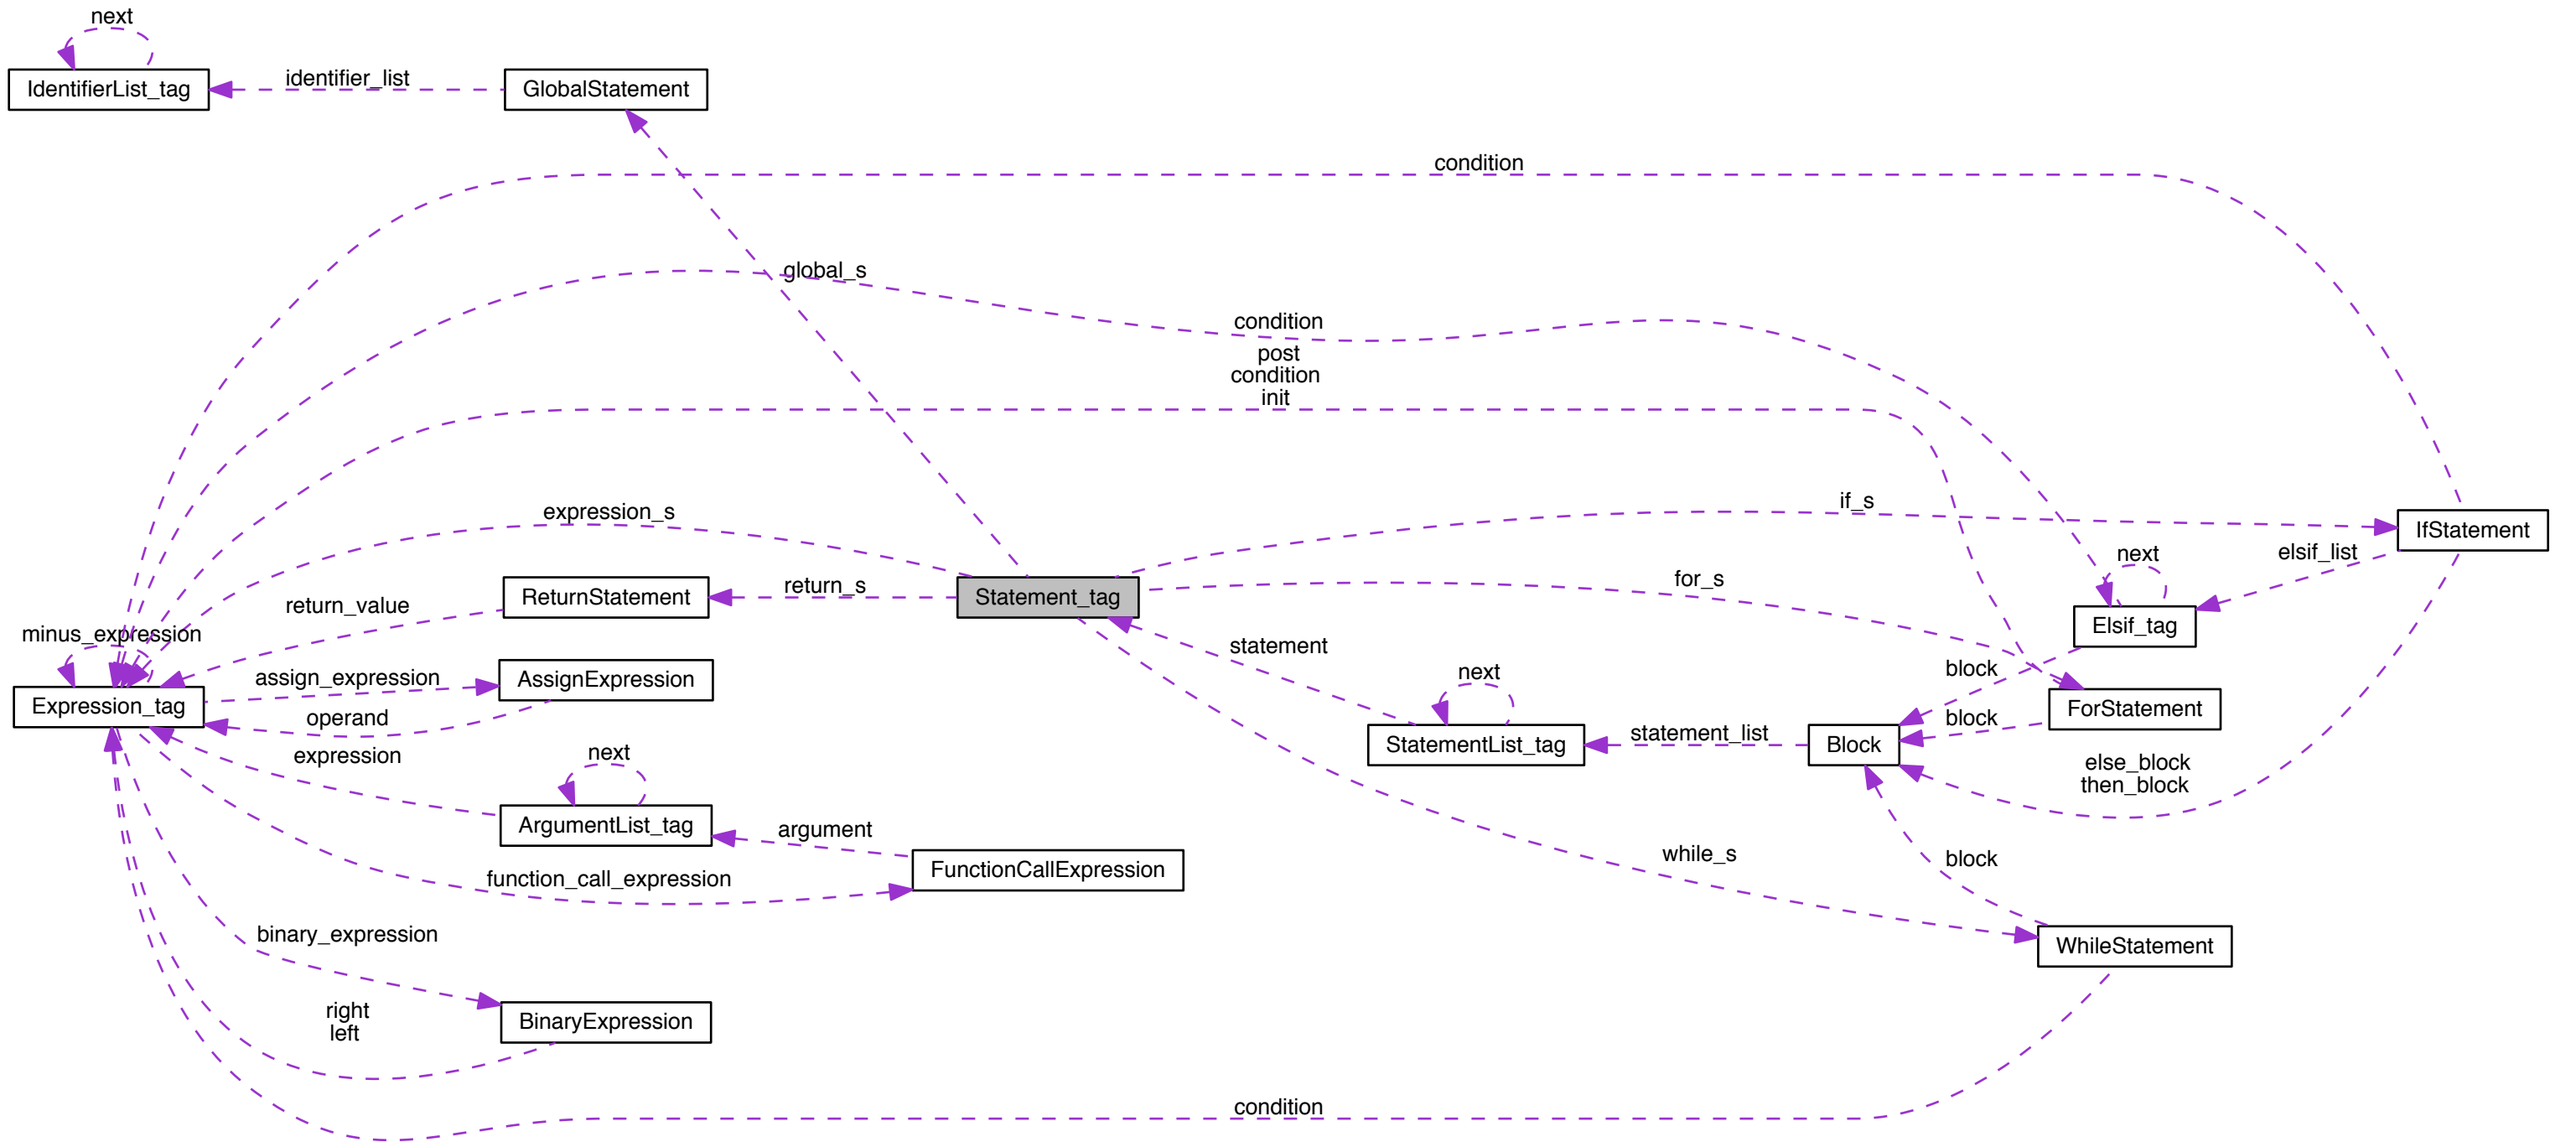 next
IdentifierList_tag
identifier_list
GlobalStatement
condition
global_s
condition
post
condition
init
expression_s
if_s
IfStatement
elsif_list
next
return_value
ReturnStatement
return_s
Statement_tag
for_s
Elsif_tag
minus_expression
statement
block
assign_expression
AssignExpression
next
Expression_tag
operand
ForStatement
block
statement_list
StatementList_tag
Block
expression
next
else_block
then_block
ArgumentList_tag
argument
FunctionCallExpression
function_call_expression
while_s
block
binary_expression
WhileStatement
right
left
BinaryExpression
condition